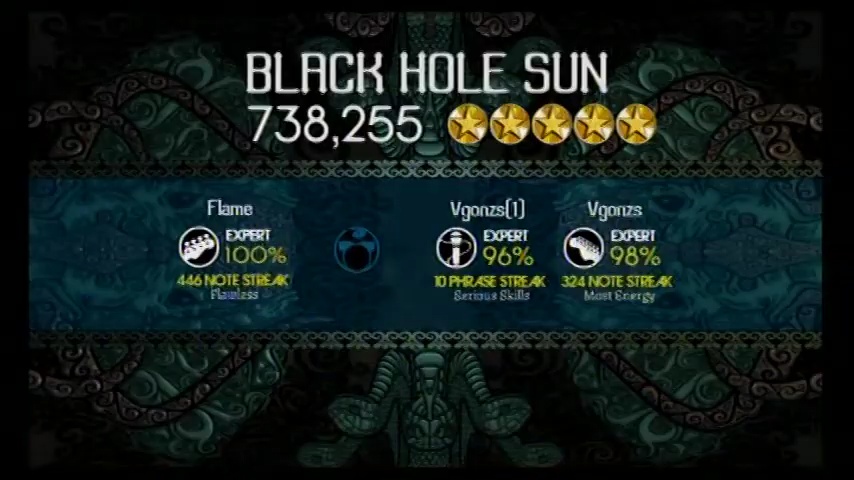 BLACK HOLE SUN
738,255
Flame
EXPERT
100%
446 NOTE STREAK
Flawless
Vgonzs(1)
EXPERT
96%
10 PHRASE STREAK
Serious Skills
Vgonzs
EXPERT
98%
324 NOTE STREAK
Most Energy